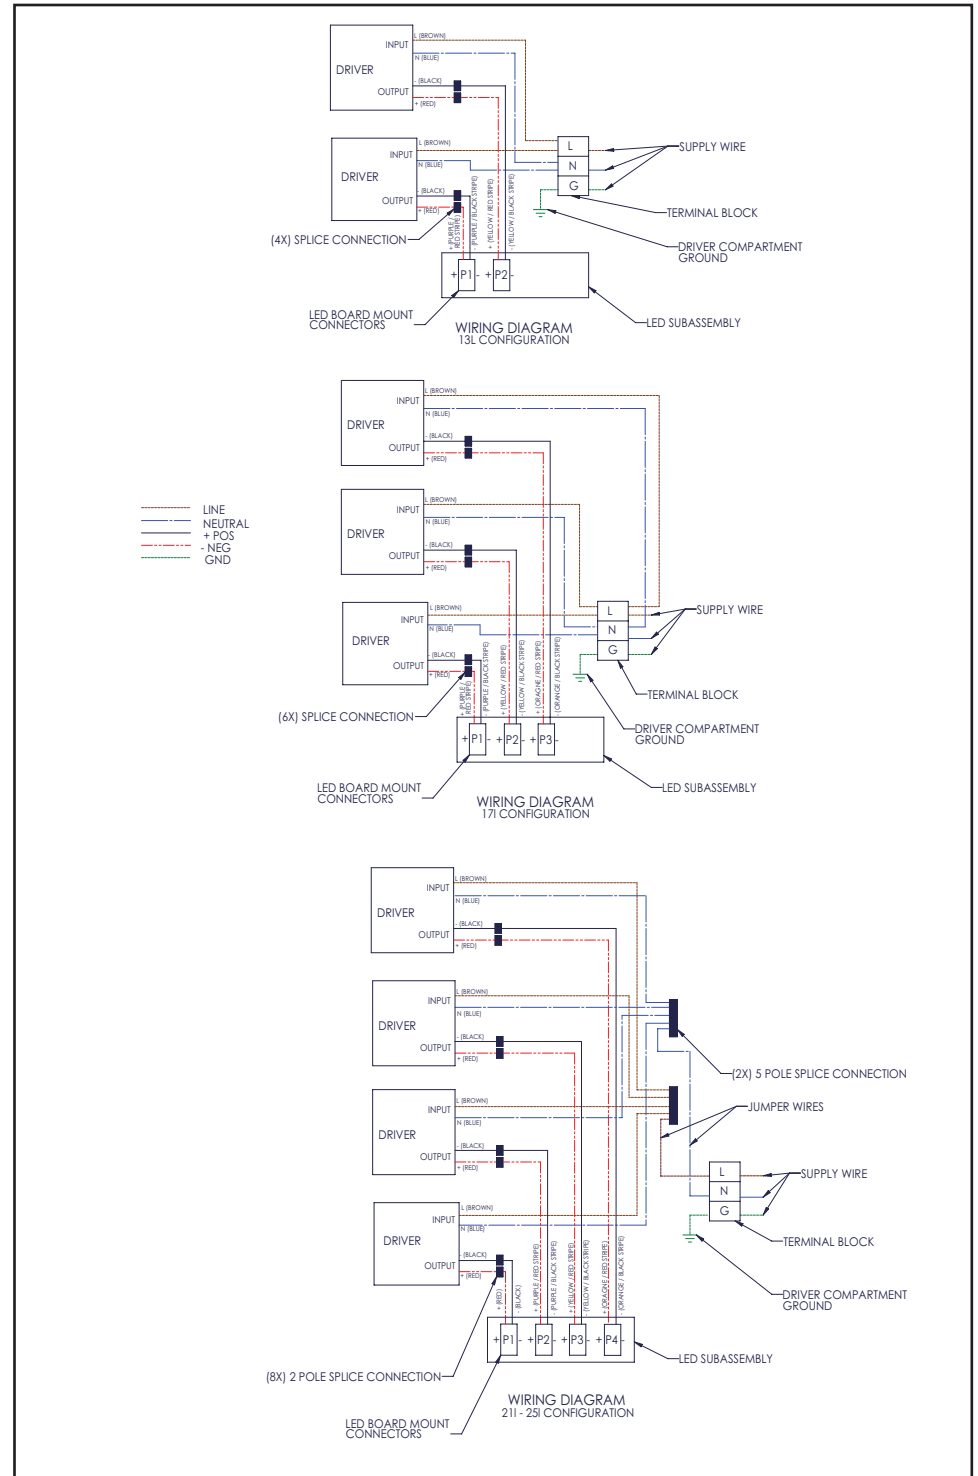 L (BROWN)
INPUT
N (BLUE)
DRIVER
- (BLACK)
OUTPUT
+ (RED)
L (BROWN)
INPUT
N (BLUE)
DRIVER
- (BLACK)
OUTPUT
+ (RED)
L
N
G
SUPPLY WIRE
TERMINAL BLOCK
(4X) SPLICE CONNECTION
+ (PURPLE /
RED STRIPE)
- (PURPLE / BLACK STRIPE)
+ (YELLOW / RED STRIPE)
- (YELLOW / BLACK STRIPE)
DRIVER COMPARTMENT
GROUND
+ P1 - + P2 -
LED BOARD MOUNT
CONNECTORS
LED SUBASSEMBLY
WIRING DIAGRAM
13L CONFIGURATION
L (BROWN)
INPUT
N (BLUE)
DRIVER
- (BLACK)
OUTPUT
+ (RED)
LINE
NEUTRAL
+ POS
- NEG
GND
L (BROWN)
INPUT
N (BLUE)
DRIVER
- (BLACK)
OUTPUT
+ (RED)
L (BROWN)
INPUT
N (BLUE)
DRIVER
- (BLACK)
OUTPUT
+ (RED)
L
N
G
SUPPLY WIRE
TERMINAL BLOCK
(6X) SPLICE CONNECTION
+ (PURPLE /
RED STRIPE)
- (PURPLE / BLACK STRIPE)
+ (YELLOW / RED STRIPE)
- (YELLOW / BLACK STRIPE)
+ (ORAGNE / RED STRIPE)
- (ORANGE / BLACK STRIPE)
DRIVER COMPARTMENT
GROUND
+ P1 - + P2 - + P3 -
LED BOARD MOUNT
CONNECTORS
LED SUBASSEMBLY
WIRING DIAGRAM
17I CONFIGURATION
L (BROWN)
INPUT
N (BLUE)
DRIVER
- (BLACK)
OUTPUT
+ (RED)
L (BROWN)
INPUT
N (BLUE)
DRIVER
- (BLACK)
OUTPUT
+ (RED)
(2X) 5 POLE SPLICE CONNECTION
L (BROWN)
INPUT
N (BLUE)
DRIVER
- (BLACK)
OUTPUT
+ (RED)
JUMPER WIRES
L (BROWN)
INPUT
N (BLUE)
DRIVER
- (BLACK)
OUTPUT
+ (RED)
L
N
G
SUPPLY WIRE
TERMINAL BLOCK
+ (RED)
- (BLACK)
+ (PURPLE / RED STRIPE)
- (PURPLE / BLACK STRIPE)
+ (YELLOW / RED STRIPE)
- (YELLOW / BLACK STRIPE)
+ (ORAGNE / RED STRIPE)
- (ORANGE / BLACK STRIPE)
DRIVER COMPARTMENT
GROUND
+ P1 - + P2 - + P3 - + P4 -
LED SUBASSEMBLY
(8X) 2 POLE SPLICE CONNECTION
LED BOARD MOUNT
CONNECTORS
WIRING DIAGRAM
21I - 25I CONFIGURATION